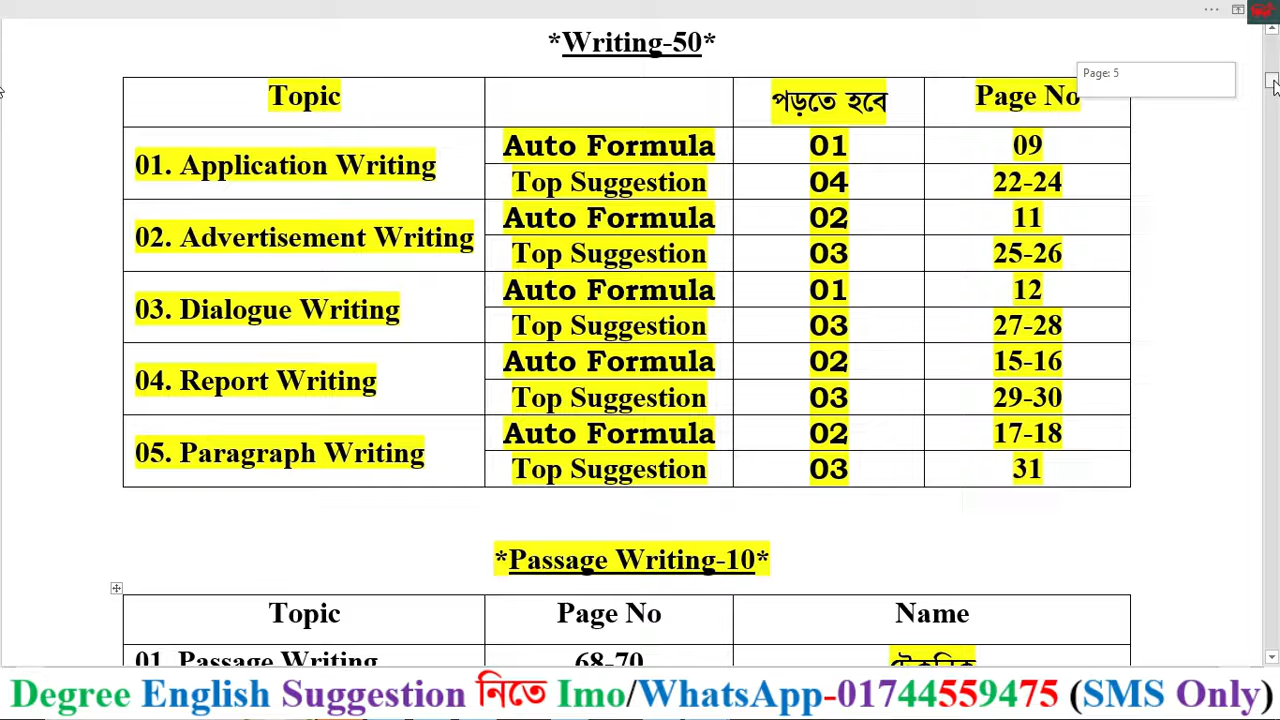 Page: 5
*Writing-50*
Topic পড়তে হবে Page No
01. Application Writing Auto Formula 01 09
Top Suggestion 04 22-24
02. Advertisement Writing Auto Formula 02 11
Top Suggestion 03 25-26
03. Dialogue Writing Auto Formula 01 12
Top Suggestion 03 27-28
04. Report Writing Auto Formula 02 15-16
Top Suggestion 03 29-30
05. Paragraph Writing Auto Formula 02 17-18
Top Suggestion 03 31
*Passage Writing-10*
Topic Page No Name
01. Passage Writing 68-70 টেকনিক
Degree English Suggestion নিতে Imo/WhatsApp-01744559475 (SMS Only)